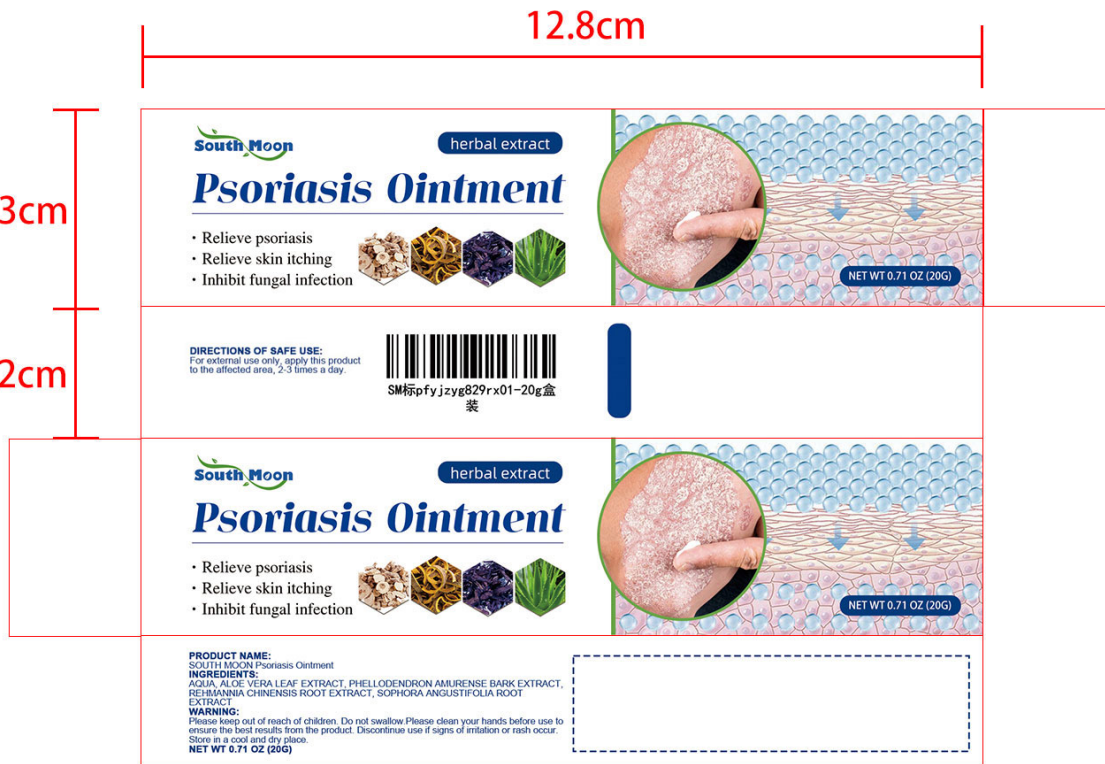 12.8cm
3cm
South Moon
herbal extract
Psoriasis Ointment
· Relieve psoriasis
· Relieve skin itching
· Inhibit fungal infection
NET WT 0.71 OZ (20G)
2cm
DIRECTIONS OF SAFE USE:
For external use only, apply this product
to the affected area, 2-3 times a day.
SM标pfyjzyg829rx01-20g盒
装
South Moon
herbal extract
Psoriasis Ointment
· Relieve psoriasis
· Relieve skin itching
· Inhibit fungal infection
NET WT 0.71 OZ (20G)
PRODUCT NAME:
SOUTH MOON Psoriasis Ointment
INGREDIENTS:
AQUA, ALOE VERA LEAF EXTRACT, PHELLODENDRON AMURENSE BARK EXTRACT,
REHMANNIA CHINENSIS ROOT EXTRACT, SOPHORA ANGUSTIFOLIA ROOT
EXTRACT
WARNING:
Please keep out of reach of children. Do not swallow.Please clean your hands before use to
ensure the best results from the product. Discontinue use if signs of irritation or rash occur.
Store in a cool and dry place.
NET WT 0.71 OZ (20G)